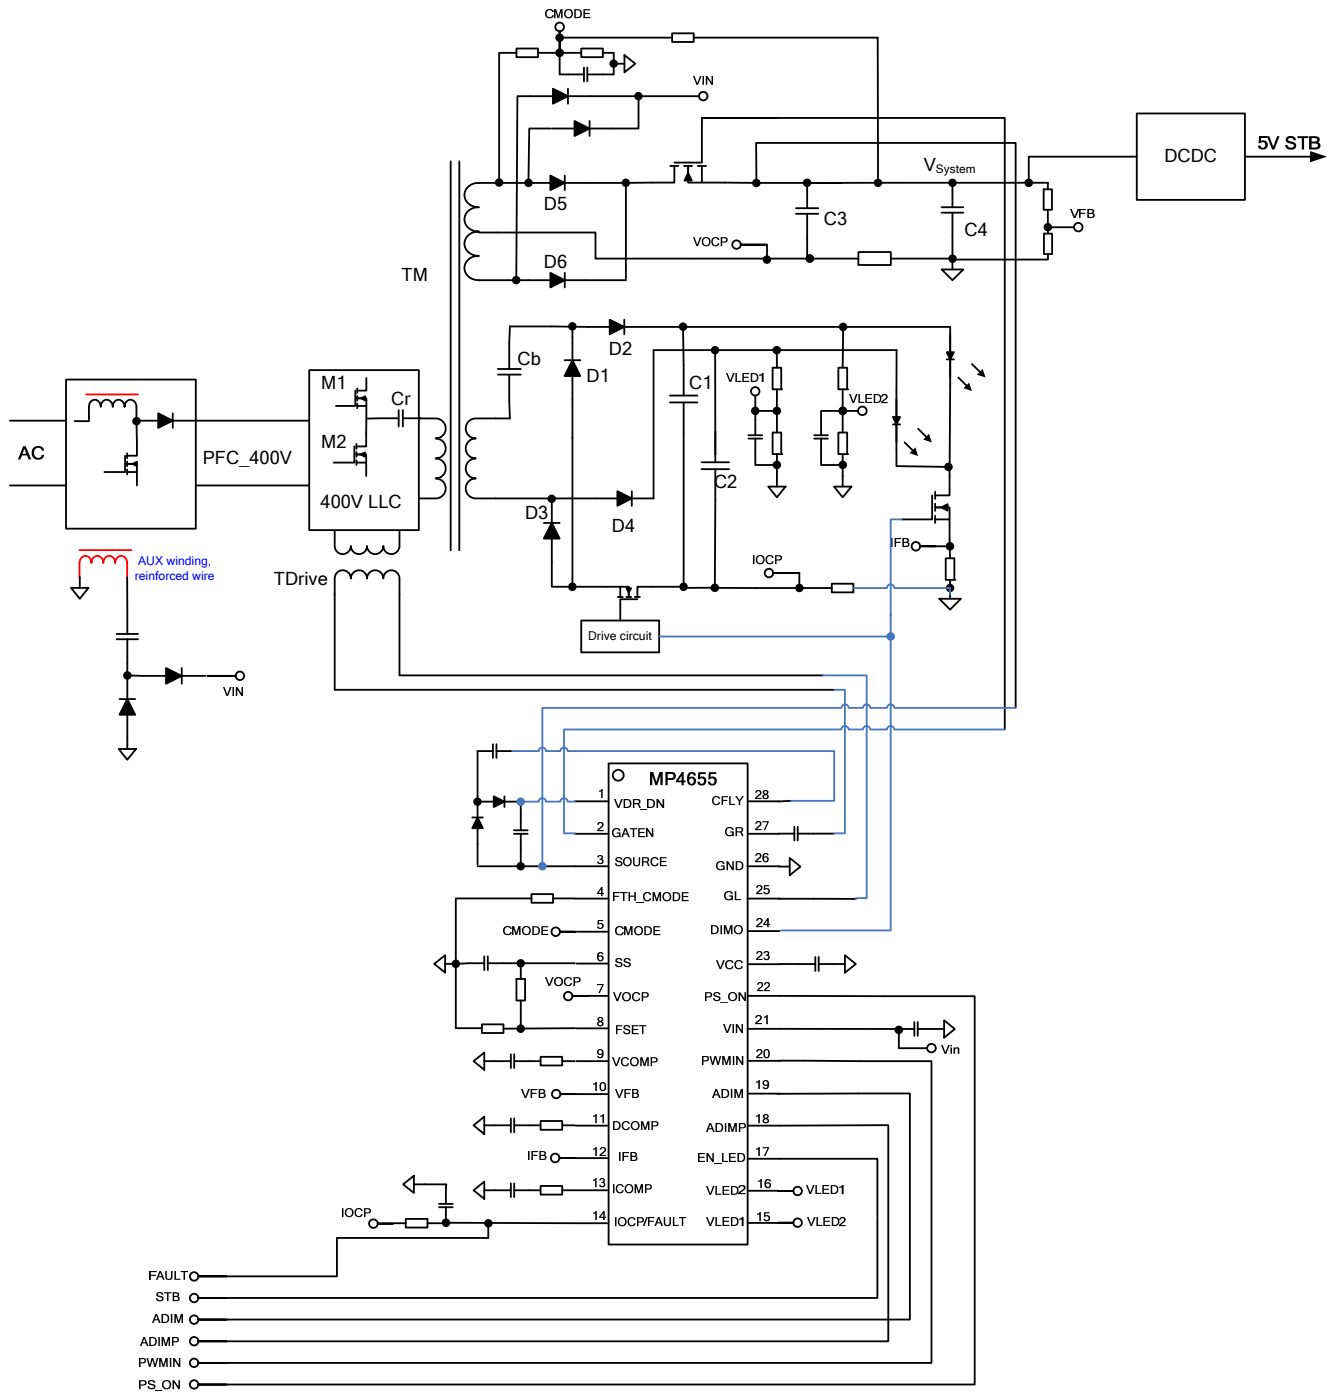 CMODE
VIN
DCDC
5V STB
VSystem
D5
C3
C4
VFB
VOCP
D6
TM
D2
Cb
D1
C1
VLED1
VLED2
M1
Cr
M2
AC
PFC_400V
400V LLC
C2
D3
D4
IFB
IOCP
AUX winding,
reinforced wire
TDrive
Drive circuit
VIN
MP4655
1 VDR_DN CFLY 28
2 GATEN GR 27
3 SOURCE GND 26
4 FTH_CMODE GL 25
CMODE 5 CMODE DIMO 24
6 SS VCC 23
VOCP 7 VOCP PS_ON 22
8 FSET VIN 21
Vin
9 VCOMP PWMIN 20
VFB 10 VFB ADIM 19
11 DCOMP ADIMP 18
IFB 12 IFB EN_LED 17
13 ICOMP VLED2 16 VLED1
IOCP 14 IOCP/FAULT VLED1 15 VLED2
FAULT
STB
ADIM
ADIMP
PWMIN
PS_ON